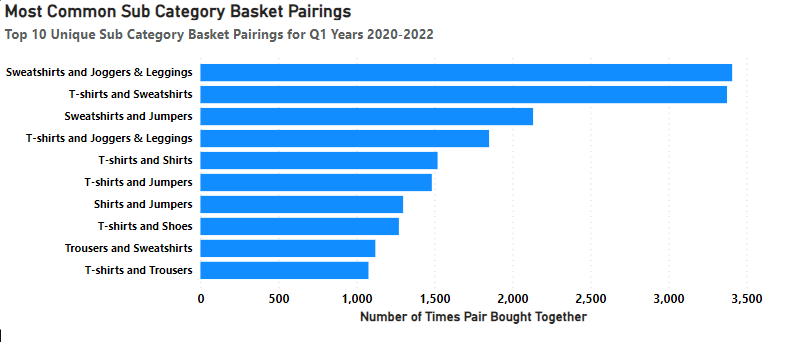 Most Common Sub Category Basket Pairings
Top 10 Unique Sub Category Basket Pairings for Q1 Years 2020-2022
Sweatshirts and Joggers & Leggings
T-shirts and Sweatshirts
Sweatshirts and Jumpers
T-shirts and Joggers & Leggings
T-shirts and Shirts
T-shirts and Jumpers
Shirts and Jumpers
T-shirts and Shoes
Trousers and Sweatshirts
T-shirts and Trousers
0 500 1,000 1,500 2,000 2,500 3,000 3,500
Number of Times Pair Bought Together